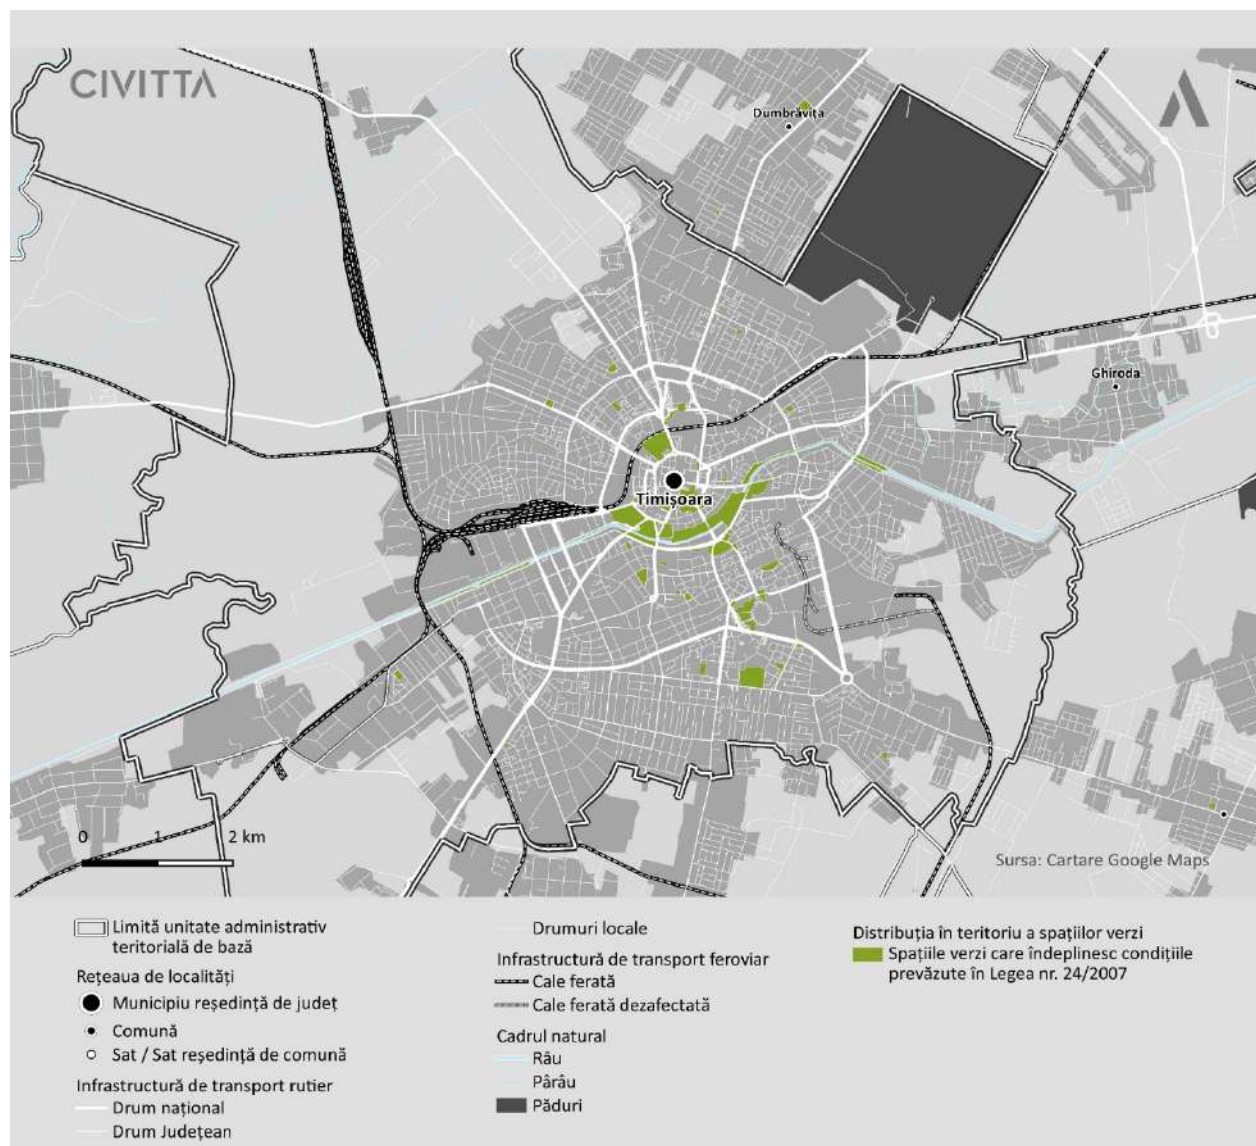 CIVITTA
Dumbrăvița
Ghiroda
Timișoara
0 1 2 km
Sursa: Cartare Google Maps
Limită unitate administrativ
teritorială de bază
Rețeaua de localități
Municipiu reședință de județ
Comună
Sat / Sat reședință de comună
Infrastructură de transport rutier
Drum național
Drum Județean
Drumuri locale
Infrastructură de transport feroviar
Cale ferată
Cale ferată dezafectată
Cadrul natural
Râu
Pârâu
Păduri
Distribuția în teritoriu a spațiilor verzi
Spațiile verzi care îndeplinesc condițiile
prevăzute în Legea nr. 24/2007